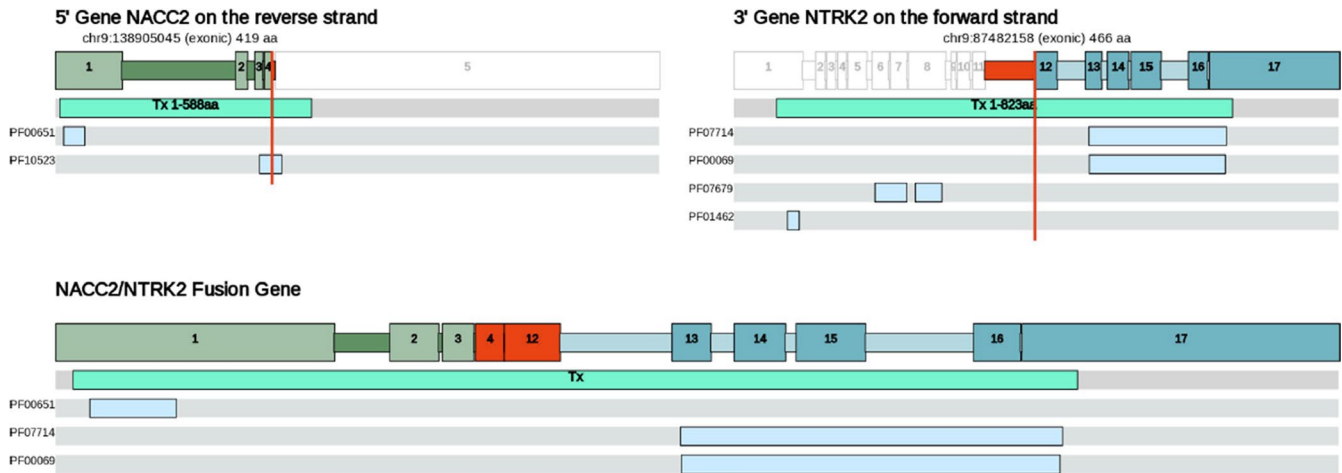 5' Gene NACC2 on the reverse strand
chr9:138905045 (exonic) 419 aa
1 2 3 4 5
Tx 1-588aa
PF00651
PF10523
3' Gene NTRK2 on the forward strand
chr9:87482158 (exonic) 466 aa
1 2 3 4 5 6 7 8 9 10 11 12 13 14 15 16 17
Tx 1-823aa
PF07714
PF00069
PF07679
PF01462
NACC2/NTRK2 Fusion Gene
1 2 3 4 12 13 14 15 16 17
Tx
PF00651
PF07714
PF00069